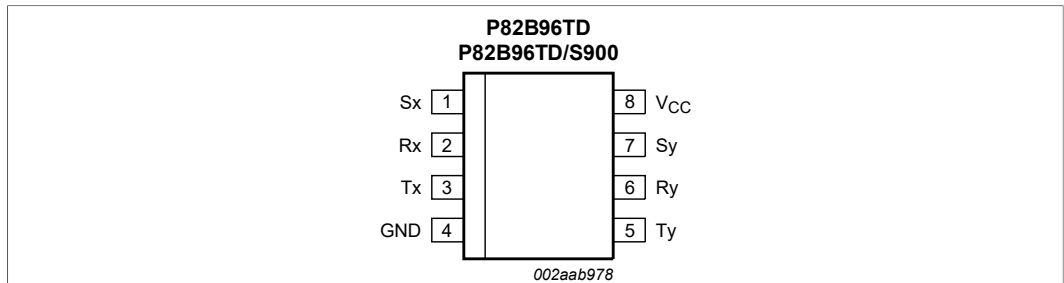 P82B96TD
P82B96TD/S900
Sx 1 8 VCC
Rx 2 7 Sy
Tx 3 6 Ry
GND 4 5 Ty
002aab978